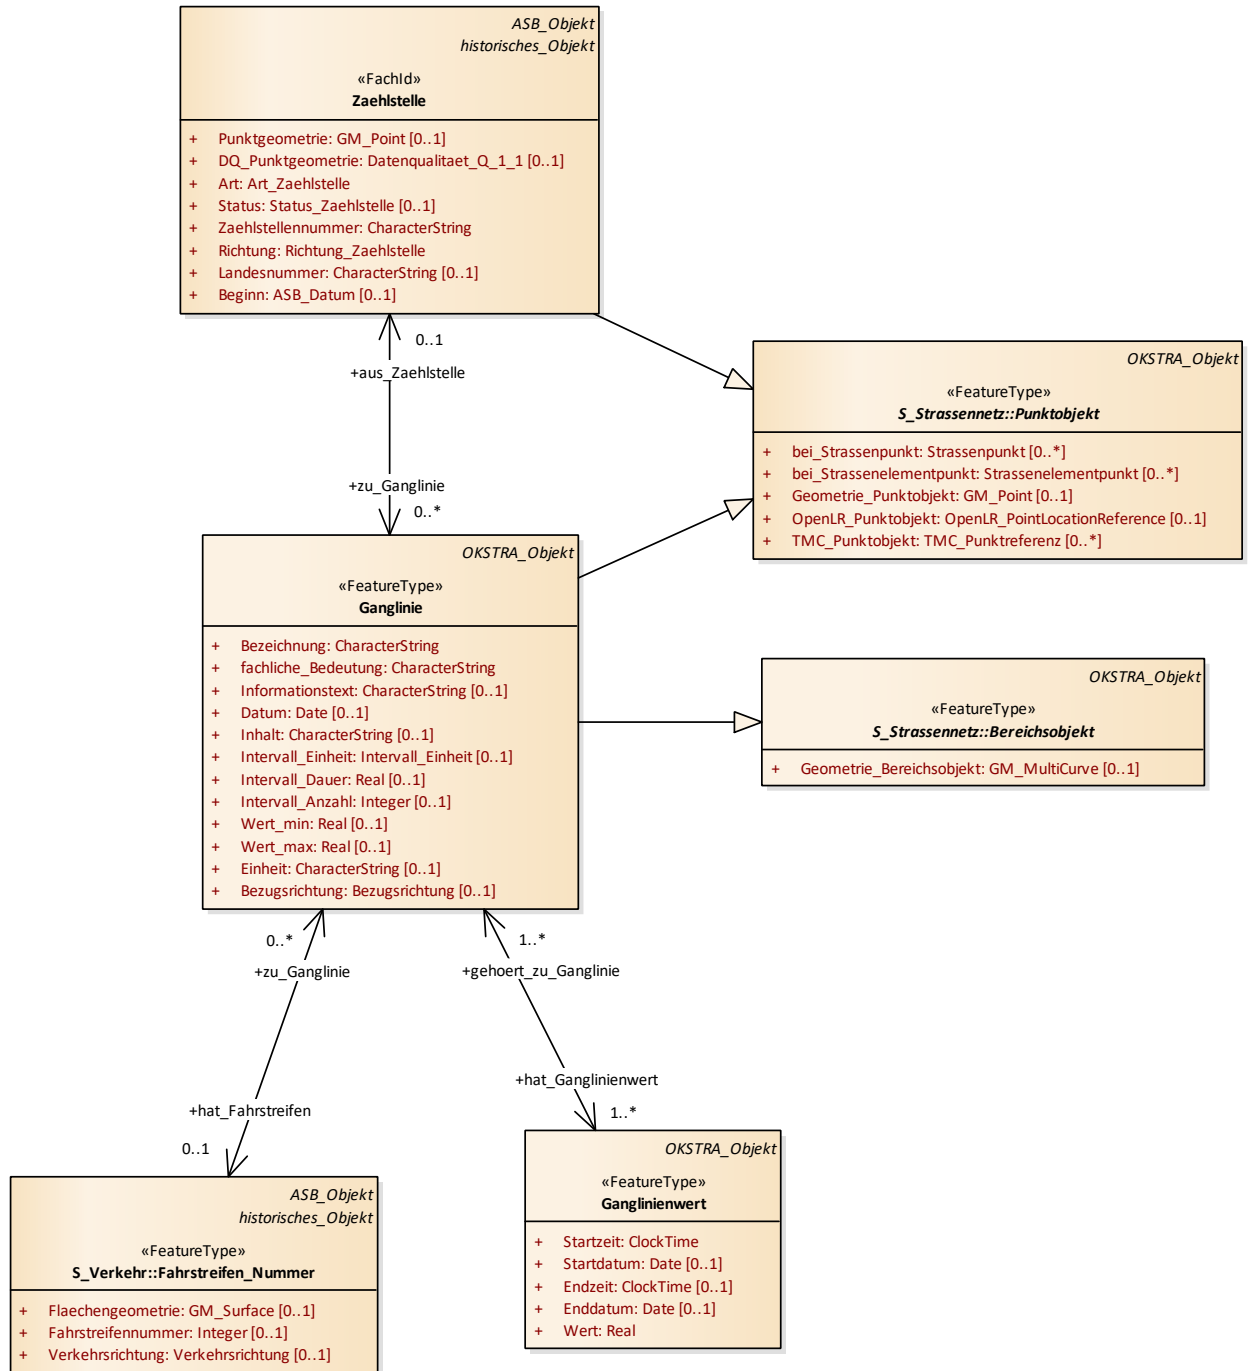 ASB_Objekt
historisches_Objekt
«FachId»
Zaehlstelle
+ Punktgeometrie: GM_Point [0..1]
+ DQ_Punktgeometrie: Datenqualitaet_Q_1_1 [0..1]
+ Art: Art_Zaehlstelle
+ Status: Status_Zaehlstelle [0..1]
+ Zaehlstellennummer: CharacterString
+ Richtung: Richtung_Zaehlstelle
+ Landesnummer: CharacterString [0..1]
+ Beginn: ASB_Datum [0..1]
0..1
+aus_Zaehlstelle
+zu_Ganglinie
0..*
OKSTRA_Objekt
«FeatureType»
S_Strassennetz::Punktobjekt
+ bei_Strassenpunkt: Strassenpunkt [0..*]
+ bei_Strassenelementpunkt: Strassenelementpunkt [0..*]
+ Geometrie_Punktobjekt: GM_Point [0..1]
+ OpenLR_Punktobjekt: OpenLR_PointLocationReference [0..1]
+ TMC_Punktobjekt: TMC_Punktreferenz [0..*]
OKSTRA_Objekt
«FeatureType»
Ganglinie
+ Bezeichnung: CharacterString
+ fachliche_Bedeutung: CharacterString
+ Informationstext: CharacterString [0..1]
+ Datum: Date [0..1]
+ Inhalt: CharacterString [0..1]
+ Intervall_Einheit: Intervall_Einheit [0..1]
+ Intervall_Dauer: Real [0..1]
+ Intervall_Anzahl: Integer [0..1]
+ Wert_min: Real [0..1]
+ Wert_max: Real [0..1]
+ Einheit: CharacterString [0..1]
+ Bezugsrichtung: Bezugsrichtung [0..1]
OKSTRA_Objekt
«FeatureType»
S_Strassennetz::Bereichsobjekt
+ Geometrie_Bereichsobjekt: GM_MultiCurve [0..1]
0..*
+zu_Ganglinie
1..*
+gehoert_zu_Ganglinie
+hat_Fahrstreifen
0..1
+hat_Ganglinienwert
1..*
ASB_Objekt
historisches_Objekt
«FeatureType»
S_Verkehr::Fahrstreifen_Nummer
+ Flaechengeometrie: GM_Surface [0..1]
+ Fahrstreifennummer: Integer [0..1]
+ Verkehrsrichtung: Verkehrsrichtung [0..1]
OKSTRA_Objekt
«FeatureType»
Ganglinienwert
+ Startzeit: ClockTime
+ Startdatum: Date [0..1]
+ Endzeit: ClockTime [0..1]
+ Enddatum: Date [0..1]
+ Wert: Real